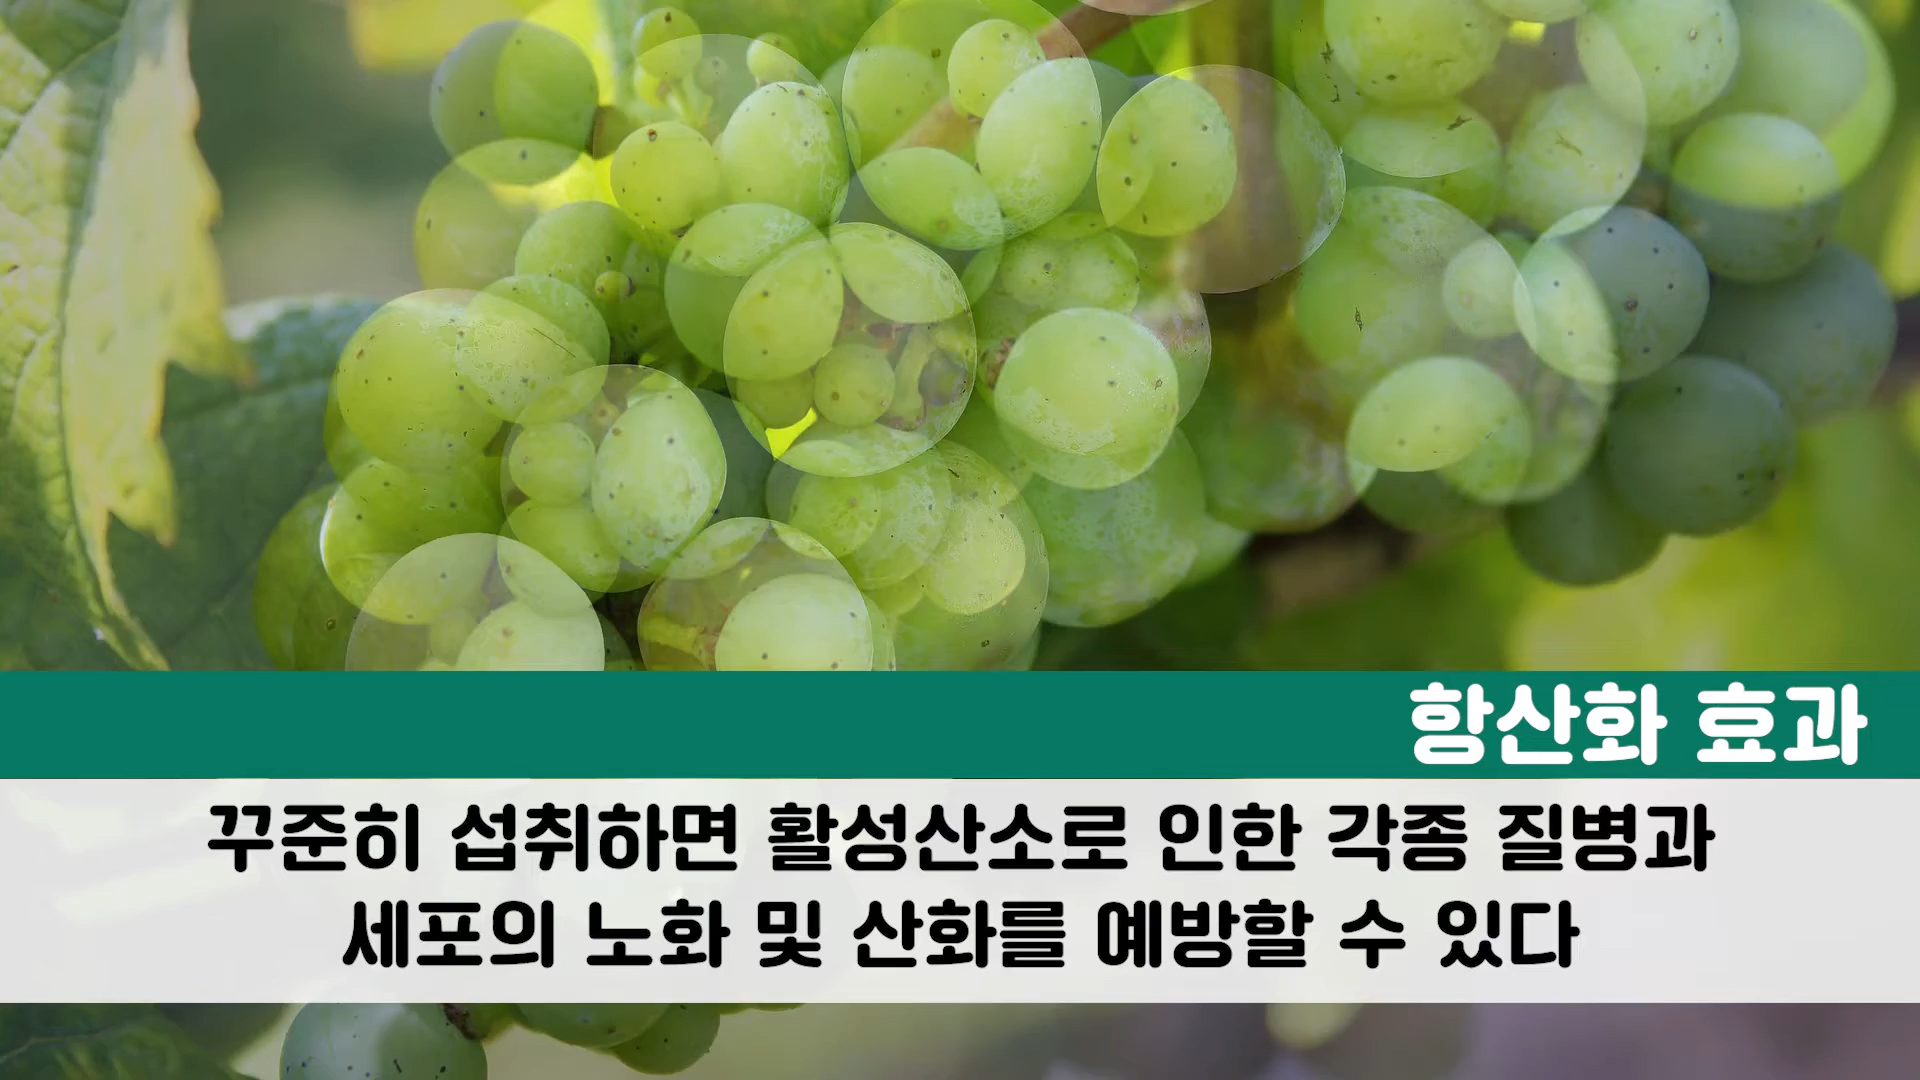 항산화 효과
꾸준히 섭취하면 활성산소로 인한 각종 질병과
세포의 노화 및 산화를 예방할 수 있다